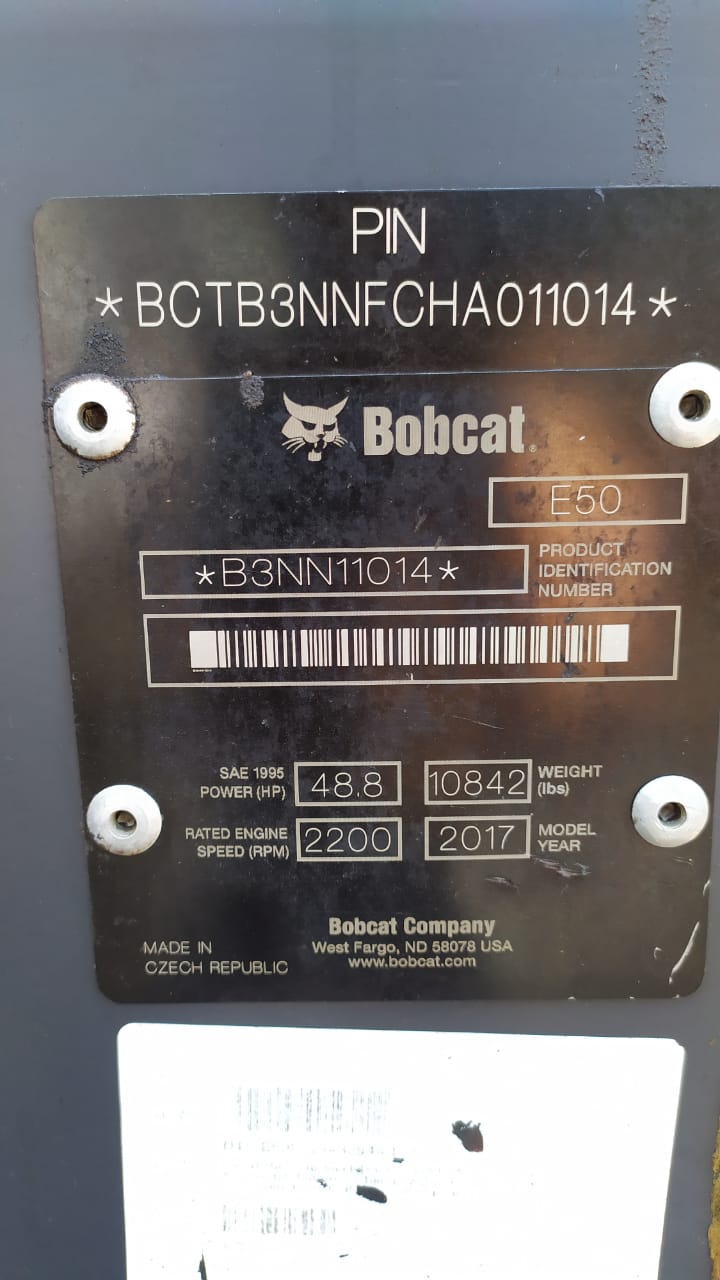 PIN
*BCTB3NNFCHA011014*
Bobcat®
E50
*B3NN11014*
PRODUCT
IDENTIFICATION
NUMBER
SAE 1995
POWER (HP)
48.8
10842
WEIGHT
(lbs)
RATED ENGINE
SPEED (RPM)
2200
2017
MODEL
YEAR
Bobcat Company
West Fargo, ND 58078 USA
www.bobcat.com
MADE IN
CZECH REPUBLIC